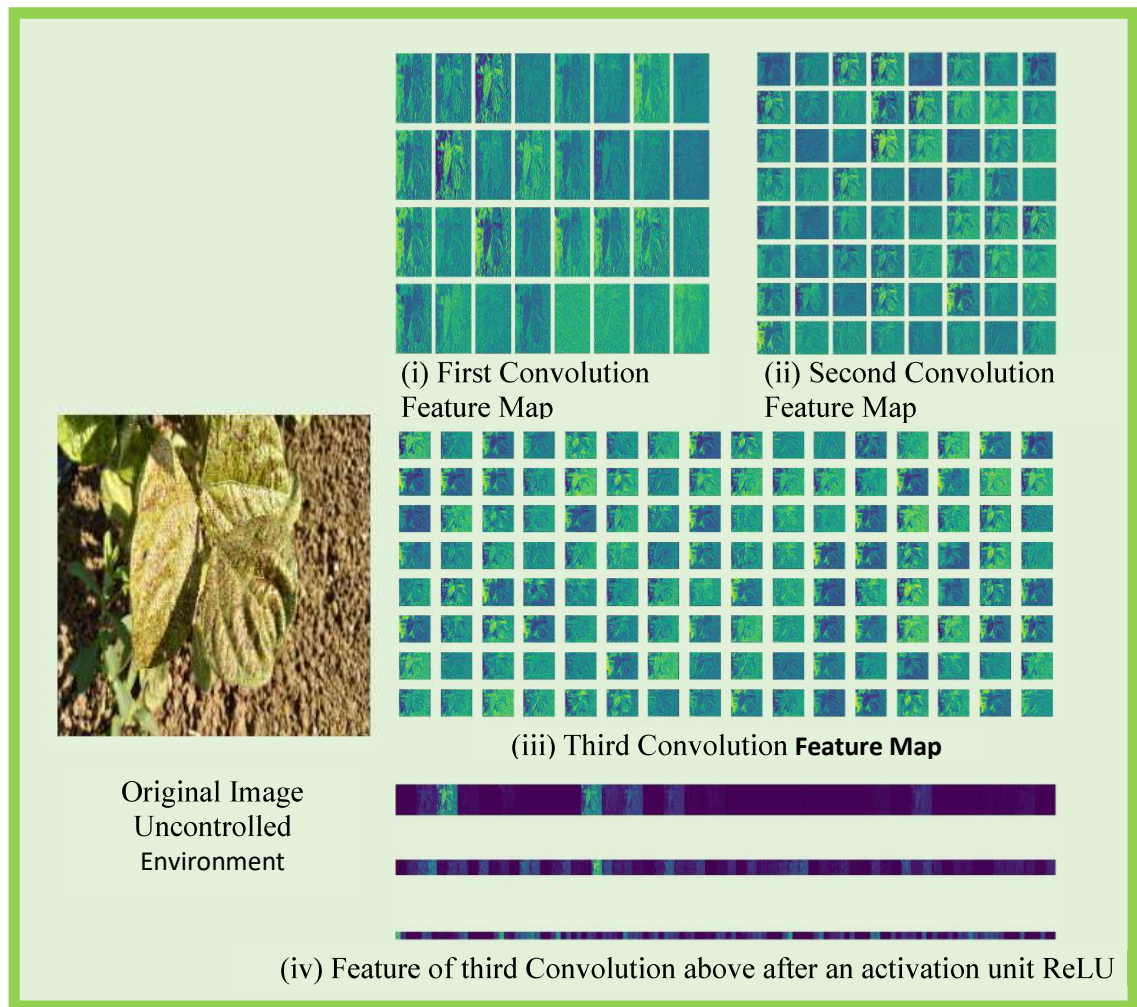 (i) First Convolution
Feature Map
(ii) Second Convolution
Feature Map
(iii) Third Convolution Feature Map
Original Image
Uncontrolled
Environment
(iv) Feature of third Convolution above after an activation unit ReLU